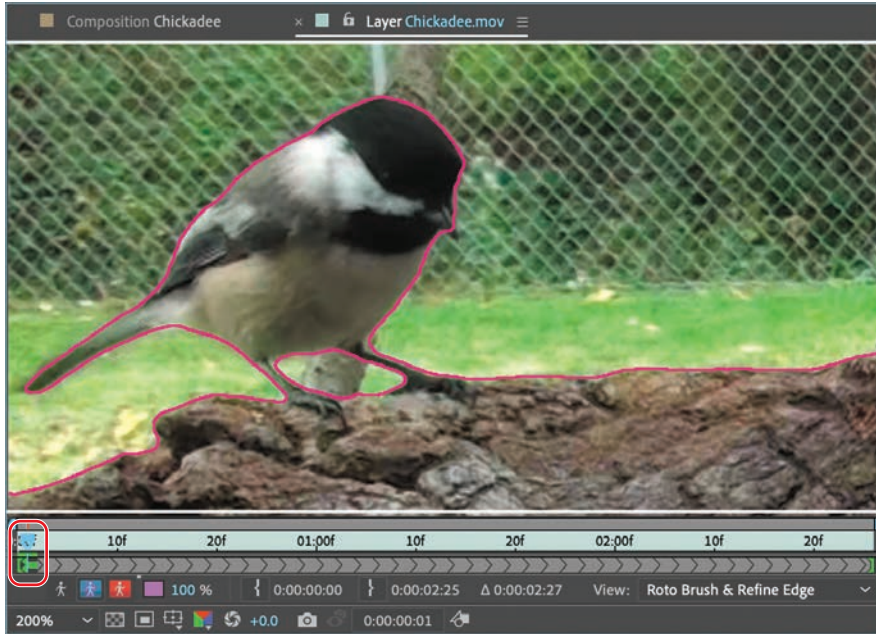 Composition Chickadee
× Layer Chickadee.mov ☰
10f 20f 01:00f 10f 20f 02:00f 10f 20f
100 % 0:00:00:00 0:00:02:25 Δ 0:00:02:27 View: Roto Brush & Refine Edge
200% +0.0 0:00:00:01